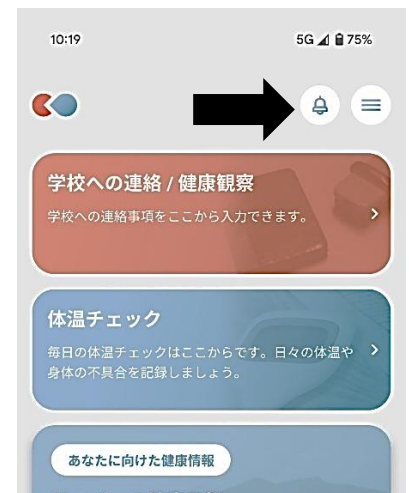 10:19
5G 75%
学校への連絡 / 健康観察
学校への連絡事項をここから入力できます。
体温チェック
毎日の体温チェックはここからです。日々の体温や
身体の不具合を記録しましょう。
あなたに向けた健康情報